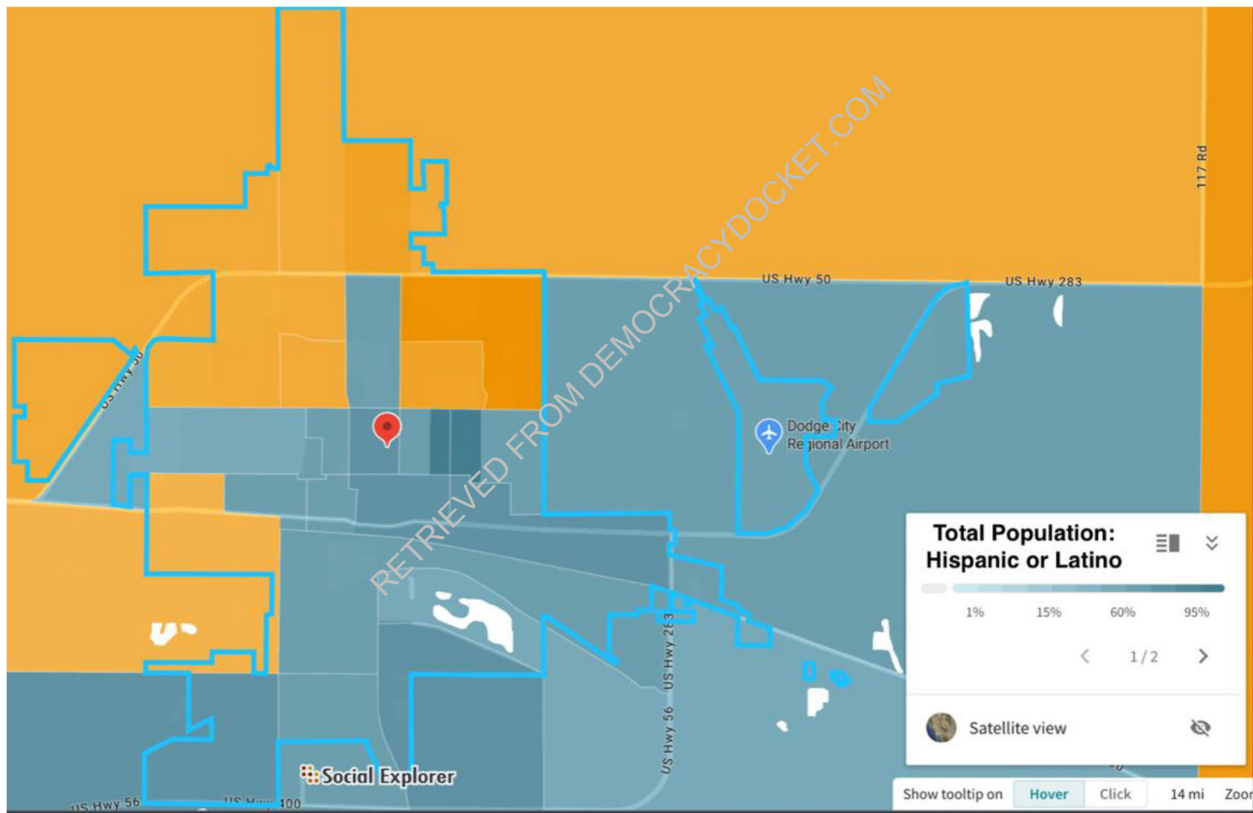 117 Rd
US Hwy 50
US Hwy 283
US Hwy 50
Dodge City
Regional Airport
RETRIEVED FROM DEMOCRACYDOCKET.COM
Total Population:
Hispanic or Latino
1% 15% 60% 95%
1 / 2
Satellite view
US Hwy 56 US Hwy 283
Social Explorer
US Hwy 56 US Hwy 400
Show tooltip on Hover Click 14 mi Zoor